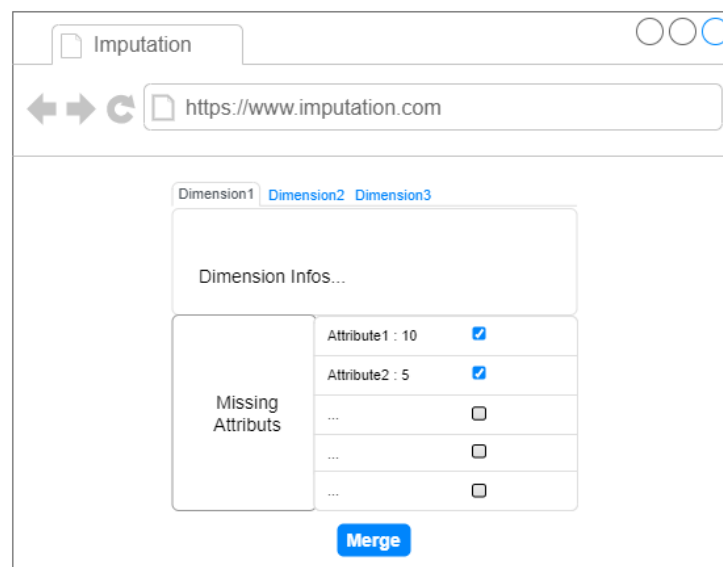 Imputation
https://www.imputation.com
Dimension1 Dimension2 Dimension3
Dimension Infos...
Attribute1 : 10
Attribute2 : 5
Missing
Attributs
...
...
...
Merge